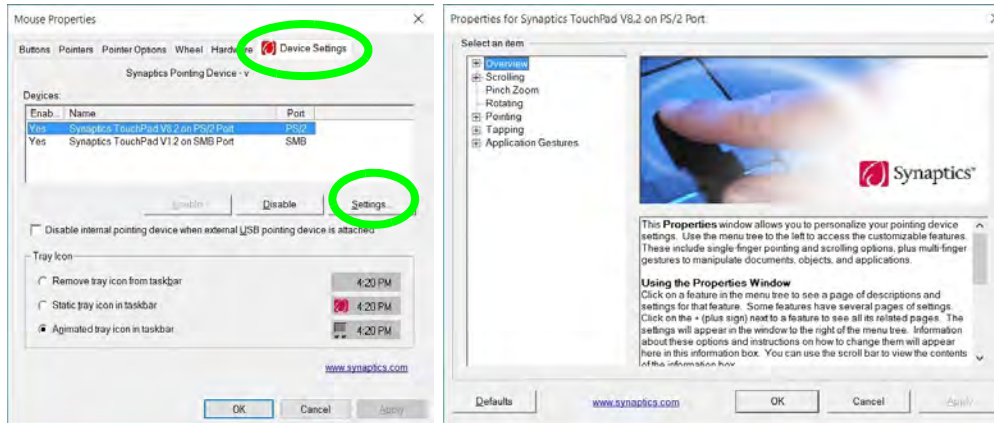 Mouse Properties
Buttons Pointers Pointer Options Wheel Hardware Device Settings
Synaptics Pointing Device - v
Devices:
Enab... Name Port
Yes Synaptics TouchPad V8.2 on PS/2 Port PS/2
Yes Synaptics TouchPad V1.2 on SMB Port SMB
Enable
Disable
Settings...
Disable internal pointing device when external USB pointing device is attached
Tray Icon
Remove tray icon from taskbar 4:20 PM
Static tray icon in taskbar 4:20 PM
Animated tray icon in taskbar 4:20 PM
www.synaptics.com
OK Cancel Apply
Properties for Synaptics TouchPad V8.2 on PS/2 Port
Select an item
Overview
Scrolling
Pinch Zoom
Rotating
Pointing
Tapping
Application Gestures
Synaptics
This Properties window allows you to personalize your pointing device
settings. Use the menu tree to the left to access the customizable features.
These include single-finger pointing and scrolling options, plus multi-finger
gestures to manipulate documents, objects, and applications.
Using the Properties Window
Click on a feature in the menu tree to see a page of descriptions and
settings for that feature. Some features have several pages of settings.
Click on the + (plus sign) next to a feature to see all its related pages. The
settings will appear in the window to the right of the menu tree. Information
about these options and instructions on how to change them will appear
here in this information box. You can use the scroll bar to view the contents
of the information box.
Defaults www.synaptics.com OK Cancel Apply